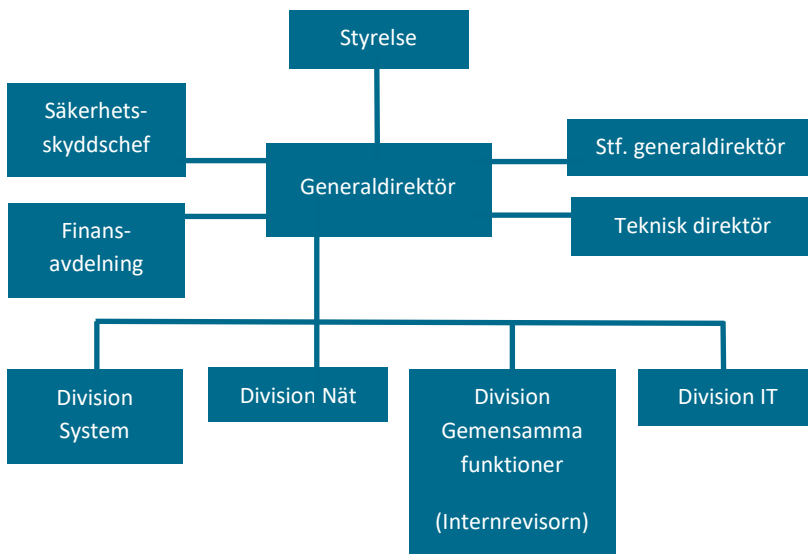 Styrelse
Säkerhets-
skyddschef
Stf. generaldirektör
Generaldirektör
Finans-
avdelning
Teknisk direktör
Division
System
Division Nät
Division
Gemensamma
funktioner
(Internrevisorn)
Division IT